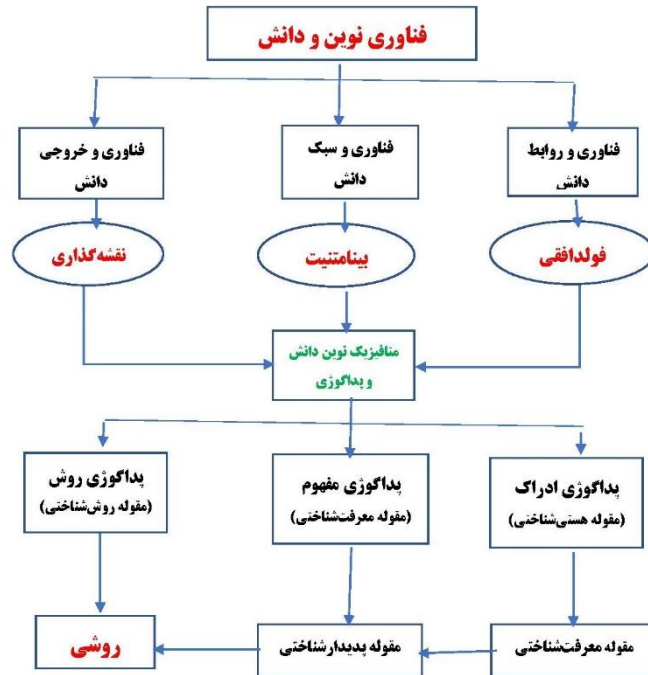 فناوری نوین و دانش
فناوری و روابط
دانش
فناوری و سبک
دانش
فناوری و خروجی
دانش
فولدافقی
بینامتنیت
نقشه‌گذاری
متافیزیک نوین دانش
و پداگوژی
پداگوژی ادراک
(مقوله هستی‌شناختی)
پداگوژی مفهوم
(مقوله معرفت‌شناختی)
پداگوژی روش
(مقوله روش‌شناختی)
مقوله معرفت‌شناختی
مقوله پدیدارشناختی
روشی